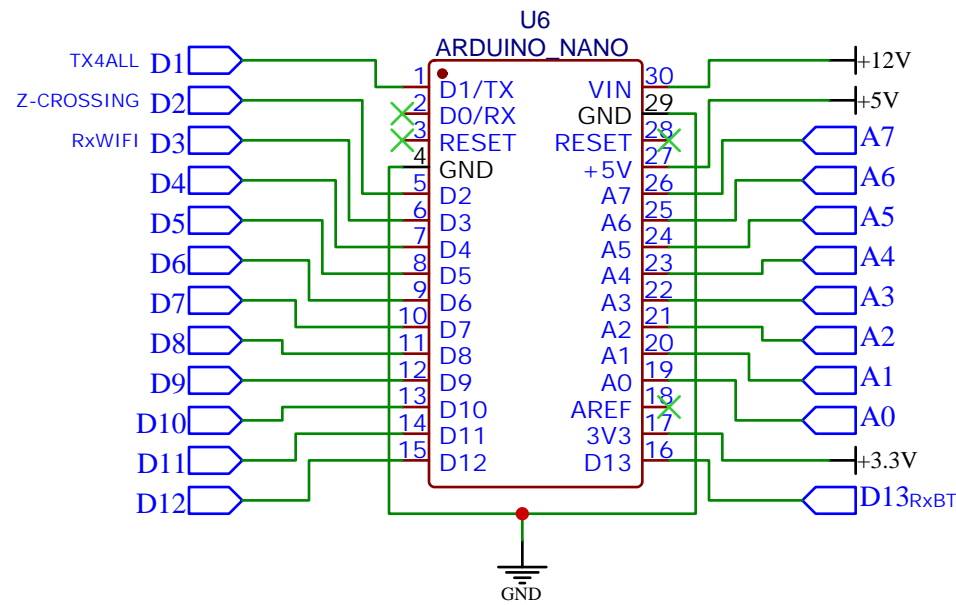 U6
ARDUINO_NANO
TX4ALL D1
Z-CROSSING D2
RxWIFI D3
D4
D5
D6
D7
D8
D9
D10
D11
D12
1 D1/TX
2 D0/RX
3 RESET
4 GND
5 D2
6 D3
7 D4
8 D5
9 D6
10 D7
11 D8
12 D9
13 D10
14 D11
15 D12
VIN 30
GND 29
RESET 28
+5V 27
A7 26
A6 25
A5 24
A4 23
A3 22
A2 21
A1 20
A0 19
AREF 18
3V3 17
D13 16
+12V
+5V
A7
A6
A5
A4
A3
A2
A1
A0
+3.3V
D13 RxBT
GND